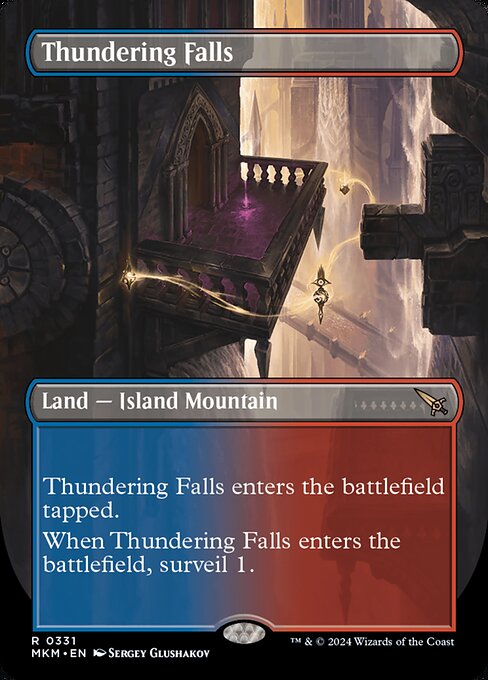 Thundering Falls
Land — Island Mountain
Thundering Falls enters the battlefield
tapped.
When Thundering Falls enters the
battlefield, surveil 1.
R 0331
MKM • EN Sergey Glushakov
™ & © 2024 Wizards of the Coast